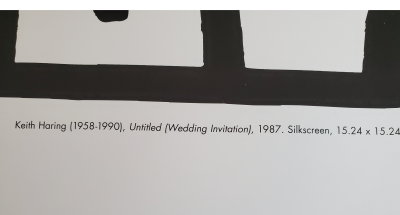 Keith Haring (1958-1990), Untitled (Wedding Invitation), 1987. Silkscreen, 15.24 x 15.24